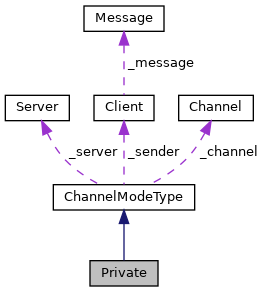 Message
_message
Server
Client
Channel
_server
_sender
_channel
ChannelModeType
Private